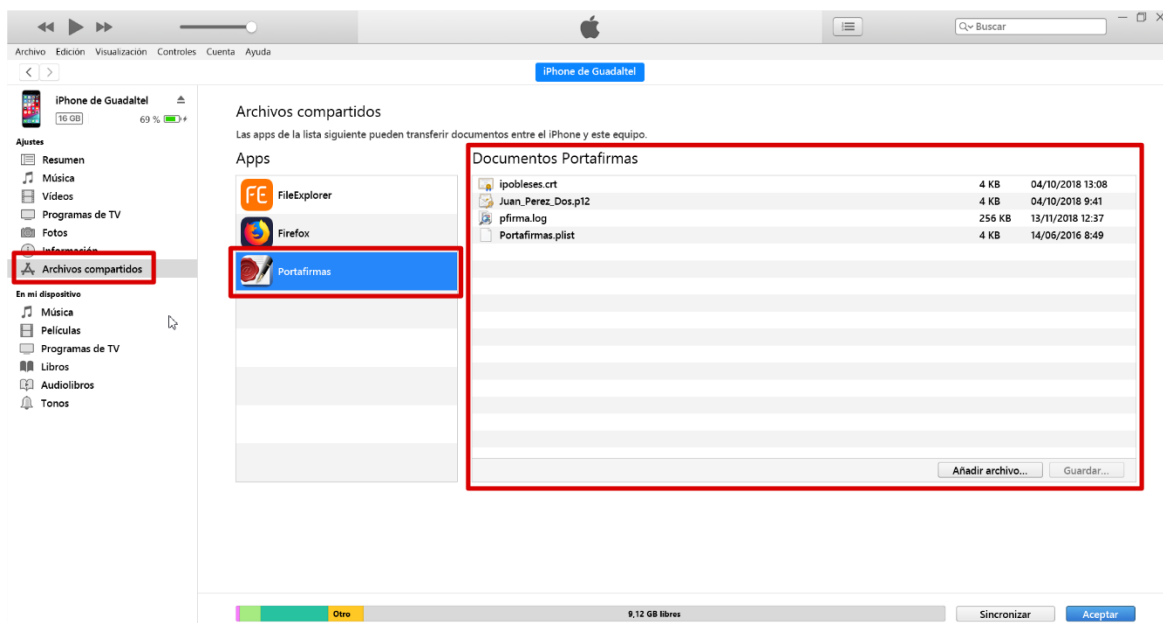 Buscar
Archivo Edición Visualización Controles Cuenta Ayuda
iPhone de Guadaltel
iPhone de Guadaltel
16 GB 69 %
Ajustes
Resumen
Música
Vídeos
Programas de TV
Fotos
Información
Archivos compartidos
En mi dispositivo
Música
Películas
Programas de TV
Libros
Audiolibros
Tonos
Archivos compartidos
Las apps de la lista siguiente pueden transferir documentos entre el iPhone y este equipo.
Apps
FE FileExplorer
Firefox
Portafirmas
Documentos Portafirmas
ipobleses.crt 4 KB 04/10/2018 13:08
Juan_Perez_Dos.p12 4 KB 04/10/2018 9:41
pfirma.log 256 KB 13/11/2018 12:37
Portafirmas.plist 4 KB 14/06/2016 8:49
Añadir archivo... Guardar...
Otro 9,12 GB libres Sincronizar Aceptar